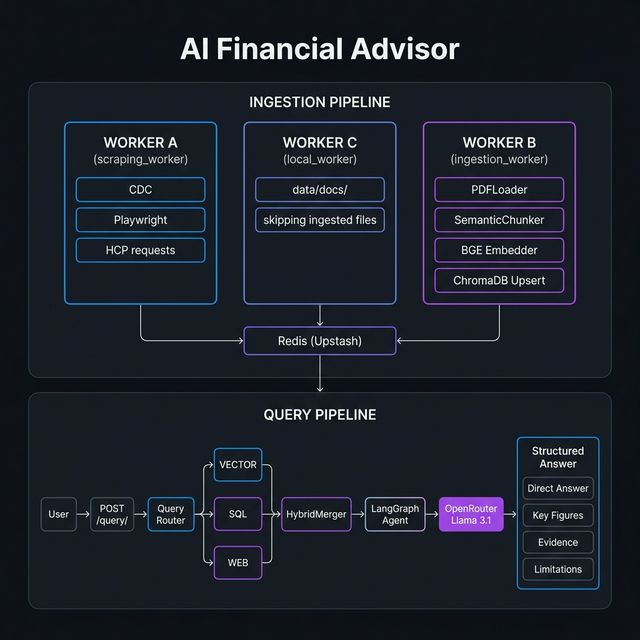 AI Financial Advisor
INGESTION PIPELINE
WORKER A
(scraping_worker)
CDC
Playwright
HCP requests
WORKER C
(local_worker)
data/docs/
skipping ingested files
WORKER B
(ingestion_worker)
PDFLoader
SemanticChunker
BGE Embedder
ChromaDB Upsert
Redis (Upstash)
QUERY PIPELINE
User
POST
/query/
Query
Router
VECTOR
SQL
WEB
HybridMerger
LangGraph
Agent
OpenRouter
Llama 3.1
Structured
Answer
Direct Answer
Key Figures
Evidence
Limitations